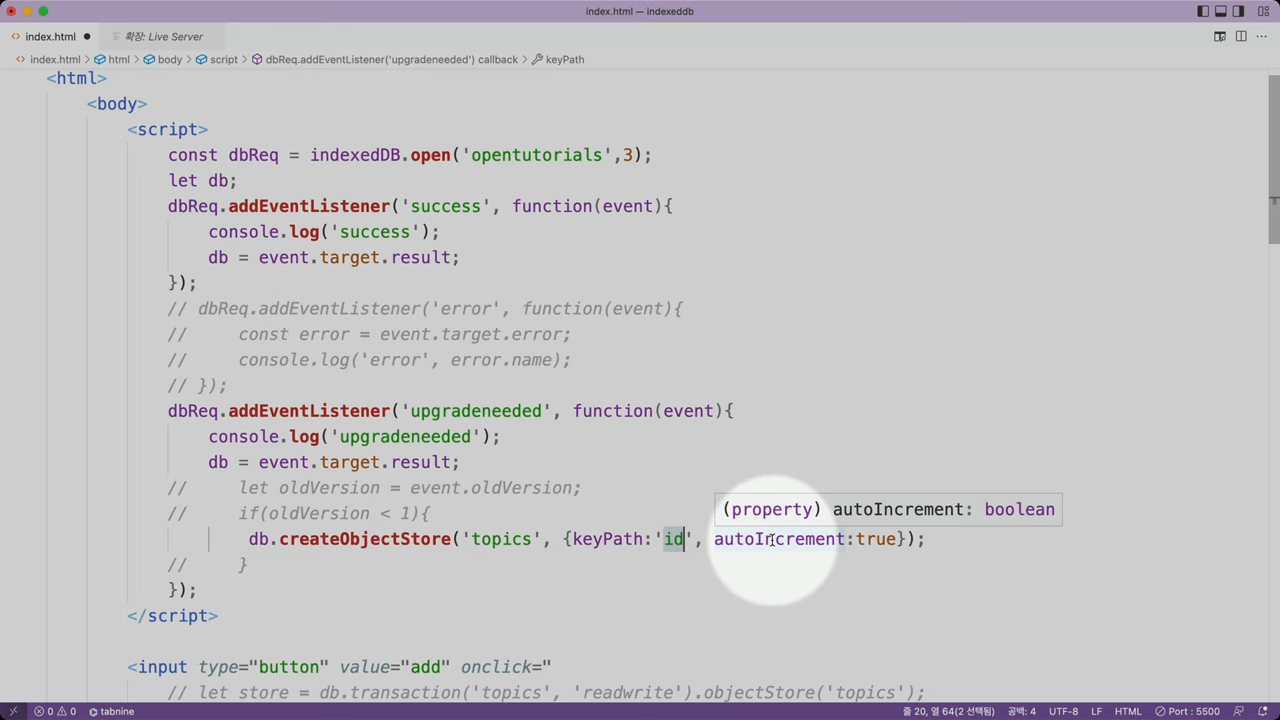 index.html — indexeddb
index.html
확장: Live Server
index.html > html > body > script > dbReq.addEventListener('upgradeneeded') callback > keyPath
<html>
<body>
<script>
const dbReq = indexedDB.open('opentutorials',3);
let db;
dbReq.addEventListener('success', function(event){
console.log('success');
db = event.target.result;
});
// dbReq.addEventListener('error', function(event){
//     const error = event.target.error;
//     console.log('error', error.name);
// });
dbReq.addEventListener('upgradeneeded', function(event){
console.log('upgradeneeded');
db = event.target.result;
//     let oldVersion = event.oldVersion;
//     if(oldVersion < 1){
(property) autoIncrement: boolean
db.createObjectStore('topics', {keyPath:'id', autoIncrement:true});
//     }
});
</script>
<input type="button" value="add" onclick="
// let store = db.transaction('topics', 'readwrite').objectStore('topics');
0 0 tabnine 줄 20, 열 64(2 선택됨) 공백: 4 UTF-8 LF HTML Port : 5500